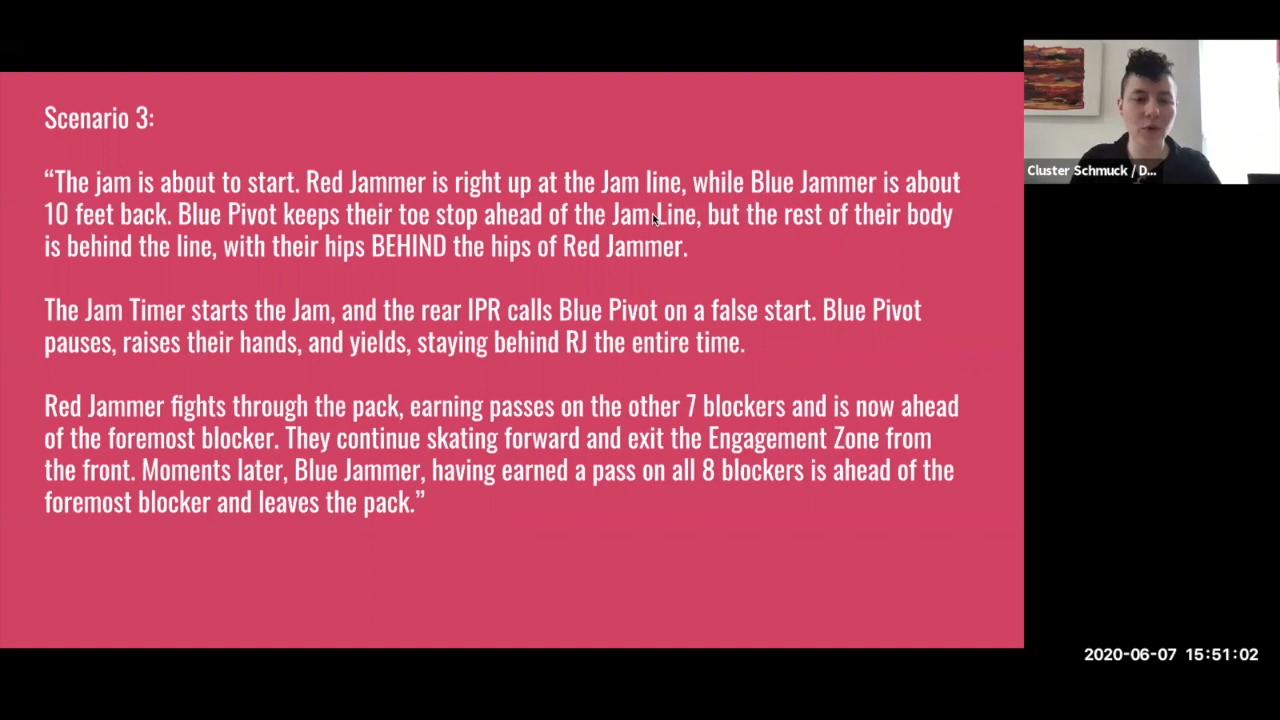 Scenario 3:
“The jam is about to start. Red Jammer is right up at the Jam line, while Blue Jammer is about
10 feet back. Blue Pivot keeps their toe stop ahead of the Jam Line, but the rest of their body
is behind the line, with their hips BEHIND the hips of Red Jammer.
The Jam Timer starts the Jam, and the rear IPR calls Blue Pivot on a false start. Blue Pivot
pauses, raises their hands, and yields, staying behind RJ the entire time.
Red Jammer fights through the pack, earning passes on the other 7 blockers and is now ahead
of the foremost blocker. They continue skating forward and exit the Engagement Zone from
the front. Moments later, Blue Jammer, having earned a pass on all 8 blockers is ahead of the
foremost blocker and leaves the pack.”
Cluster Schmuck / D...
2020-06-07 15:51:02